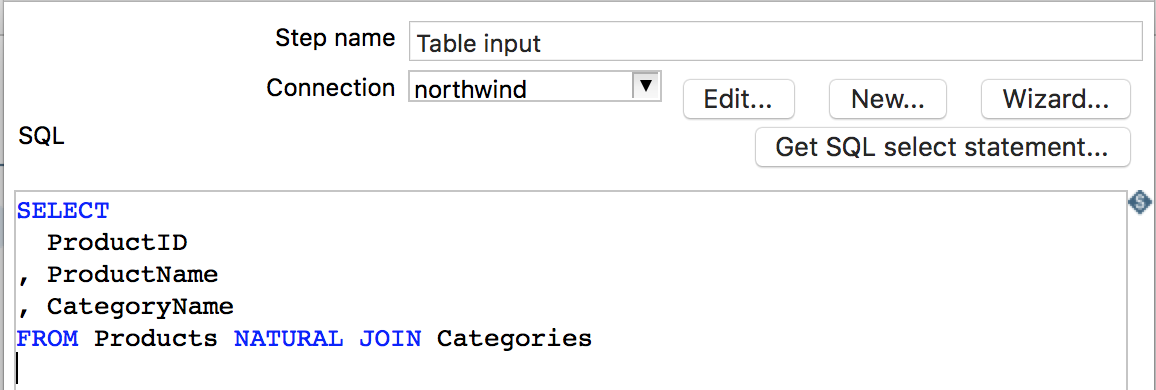 Step name Table input
Connection northwind Edit... New... Wizard...
SQL Get SQL select statement...
SELECT
ProductID
, ProductName
, CategoryName
FROM Products NATURAL JOIN Categories